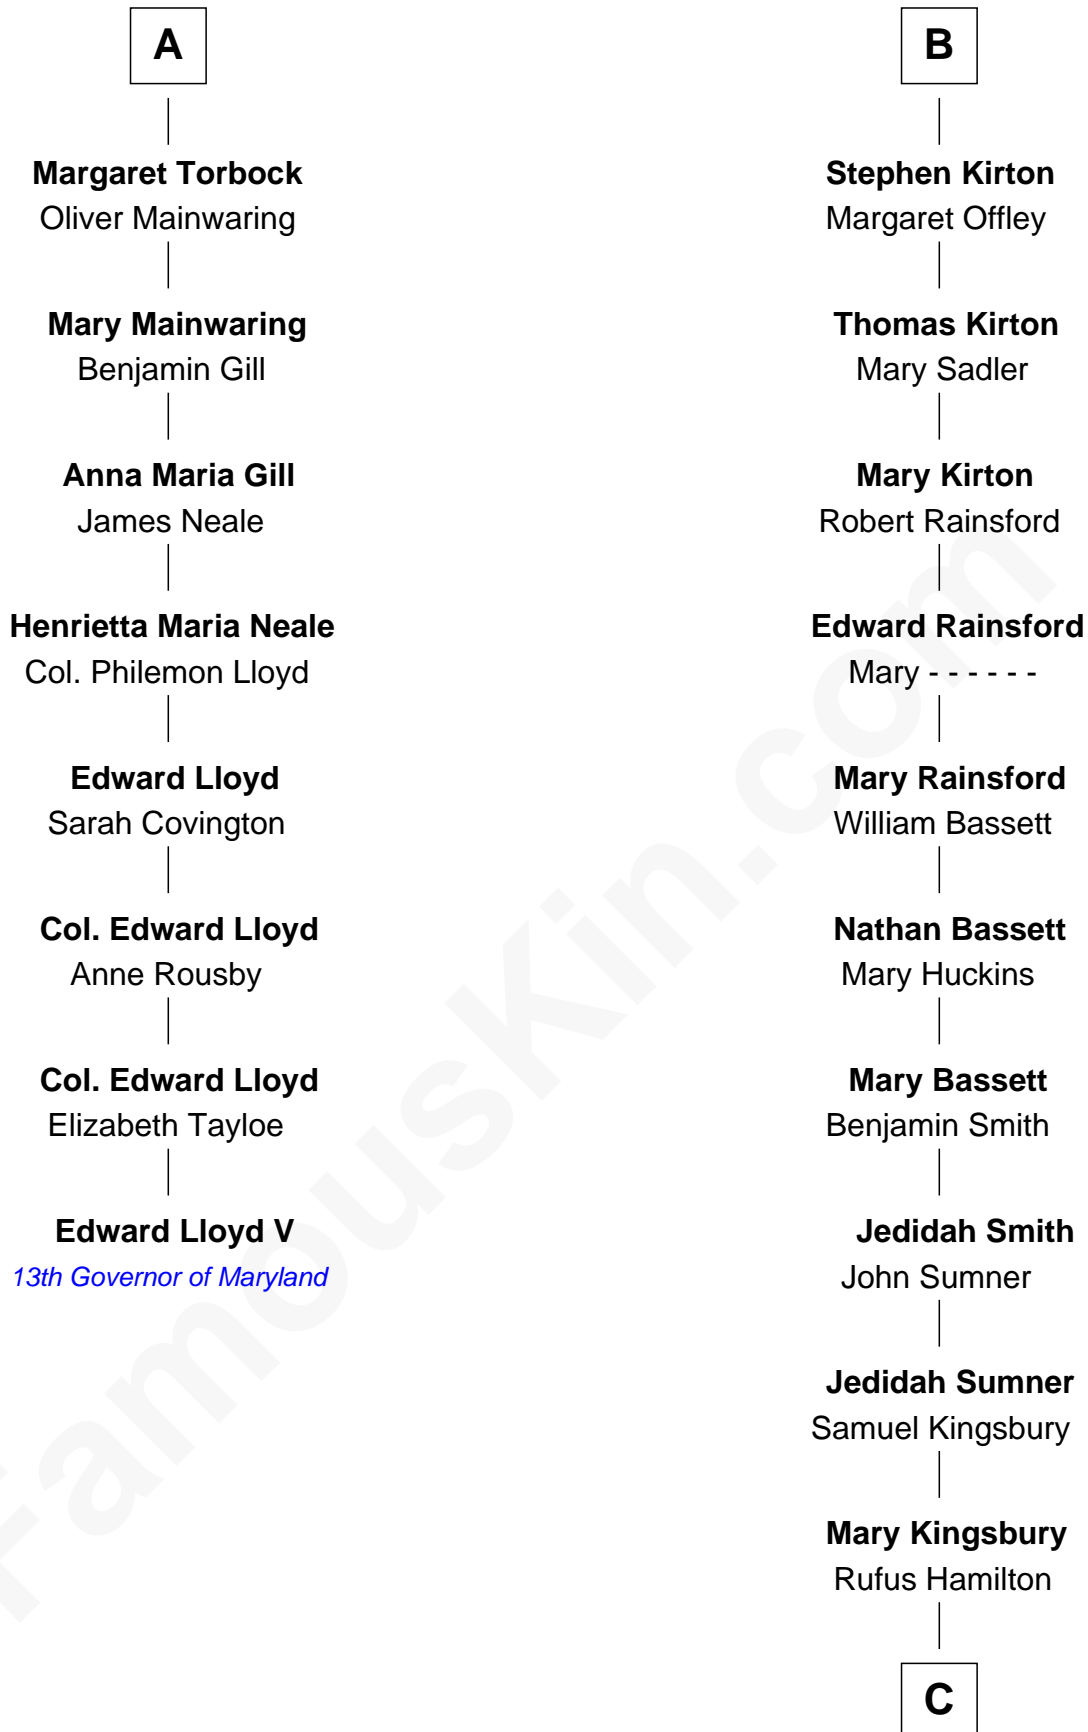 A
Margaret Torbock
Oliver Mainwaring
Mary Mainwaring
Benjamin Gill
Anna Maria Gill
James Neale
Henrietta Maria Neale
Col. Philemon Lloyd
Edward Lloyd
Sarah Covington
Col. Edward Lloyd
Anne Rousby
Col. Edward Lloyd
Elizabeth Tayloe
Edward Lloyd V
13th Governor of Maryland
B
Stephen Kirton
Margaret Offley
Thomas Kirton
Mary Sadler
Mary Kirton
Robert Rainsford
Edward Rainsford
Mary - - - - - -
Mary Rainsford
William Bassett
Nathan Bassett
Mary Huckins
Mary Bassett
Benjamin Smith
Jedidah Smith
John Sumner
Jedidah Sumner
Samuel Kingsbury
Mary Kingsbury
Rufus Hamilton
C
FamousKin.com